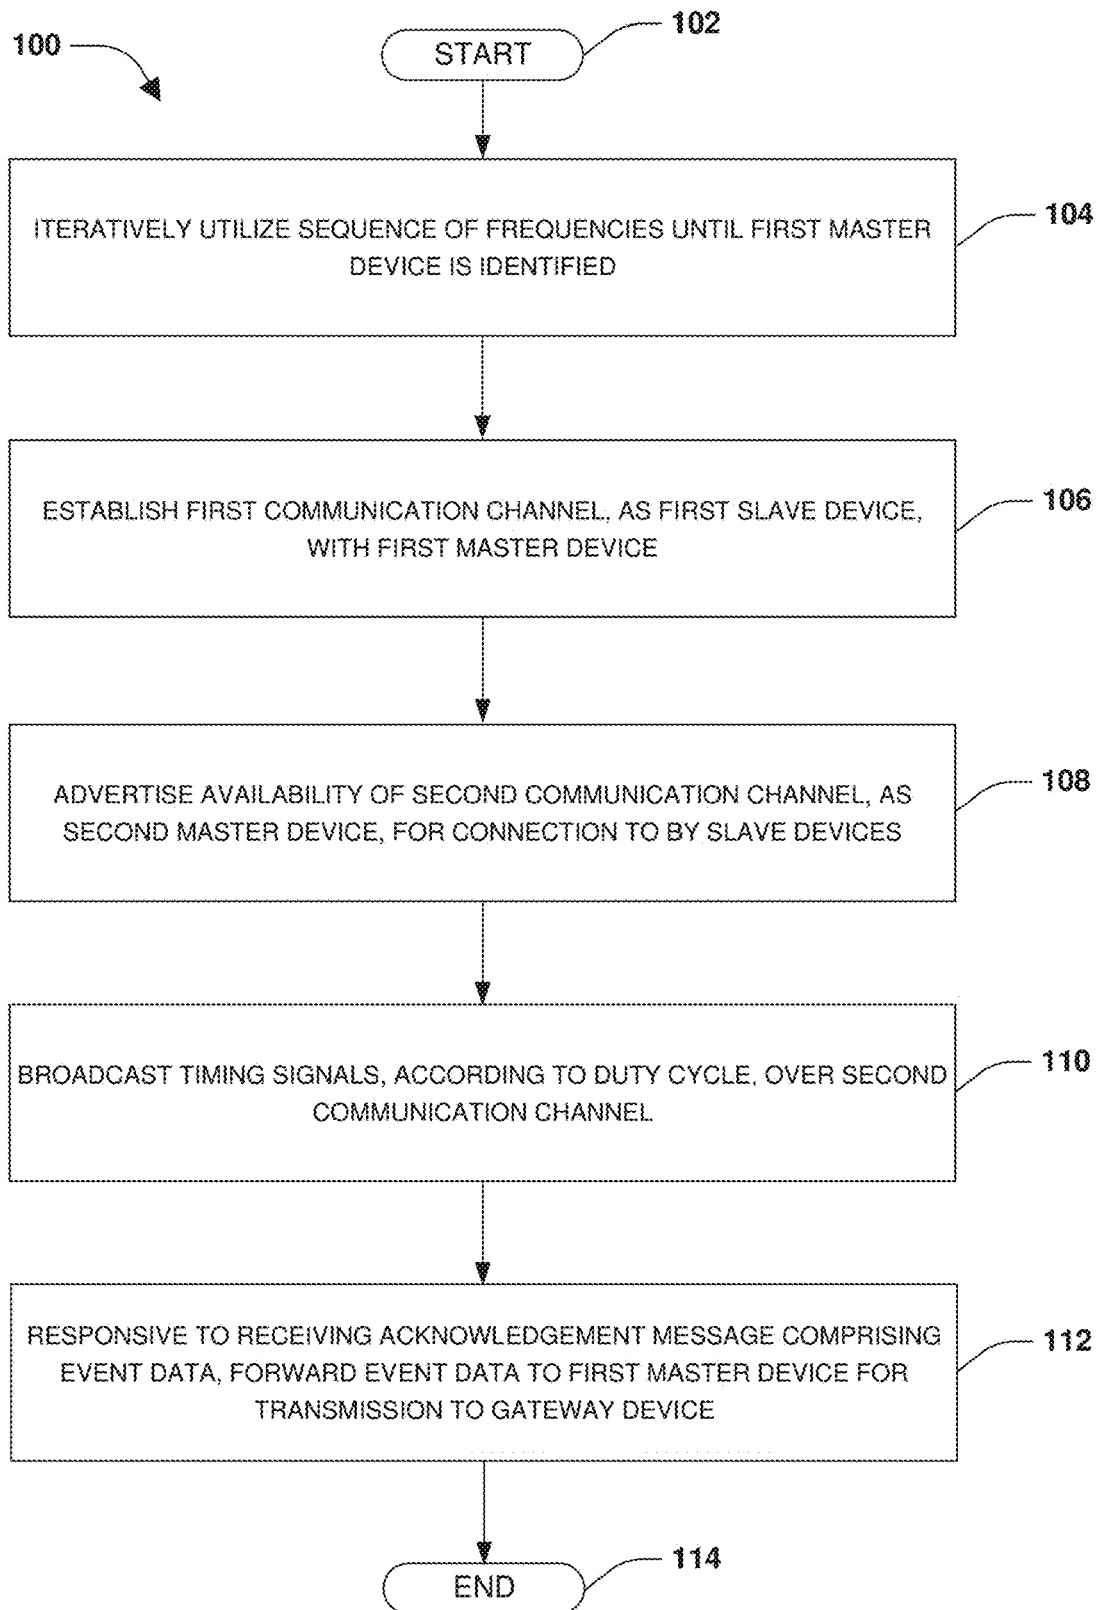 100
START
102
ITERATIVELY UTILIZE SEQUENCE OF FREQUENCIES UNTIL FIRST MASTER
DEVICE IS IDENTIFIED
104
ESTABLISH FIRST COMMUNICATION CHANNEL, AS FIRST SLAVE DEVICE,
WITH FIRST MASTER DEVICE
106
ADVERTISE AVAILABILITY OF SECOND COMMUNICATION CHANNEL, AS
SECOND MASTER DEVICE, FOR CONNECTION TO BY SLAVE DEVICES
108
BROADCAST TIMING SIGNALS, ACCORDING TO DUTY CYCLE, OVER SECOND
COMMUNICATION CHANNEL
110
RESPONSIVE TO RECEIVING ACKNOWLEDGEMENT MESSAGE COMPRISING
EVENT DATA, FORWARD EVENT DATA TO FIRST MASTER DEVICE FOR
TRANSMISSION TO GATEWAY DEVICE
112
END
114